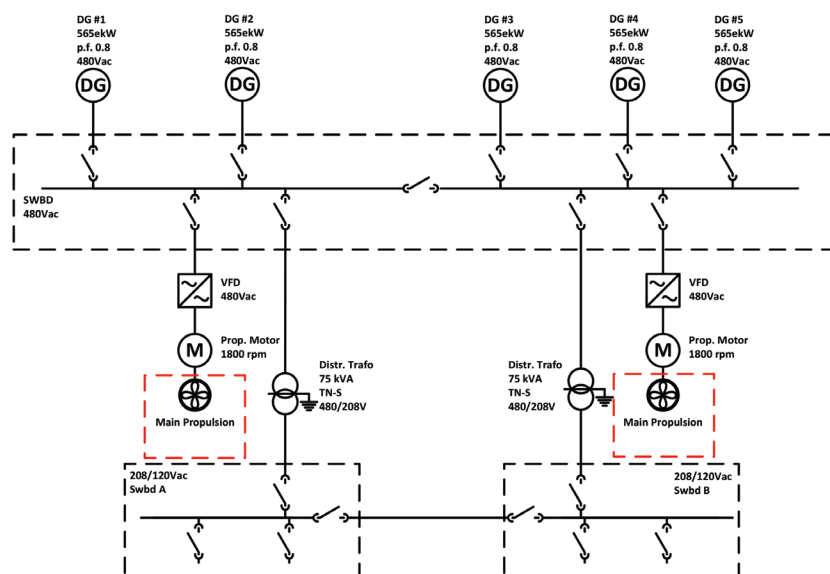 DG #1
565ekW
p.f. 0.8
480Vac
DG #2
565ekW
p.f. 0.8
480Vac
DG #3
565ekW
p.f. 0.8
480Vac
DG #4
565ekW
p.f. 0.8
480Vac
DG #5
565ekW
p.f. 0.8
480Vac
DG
DG
DG
DG
DG
SWBD
480Vac
VFD
480Vac
VFD
480Vac
M
Prop. Motor
1800 rpm
M
Prop. Motor
1800 rpm
Distr. Trafo
75 kVA
TN-S
480/208V
Distr. Trafo
75 kVA
TN-S
480/208V
Main Propulsion
Main Propulsion
208/120Vac
Swbd A
208/120Vac
Swbd B